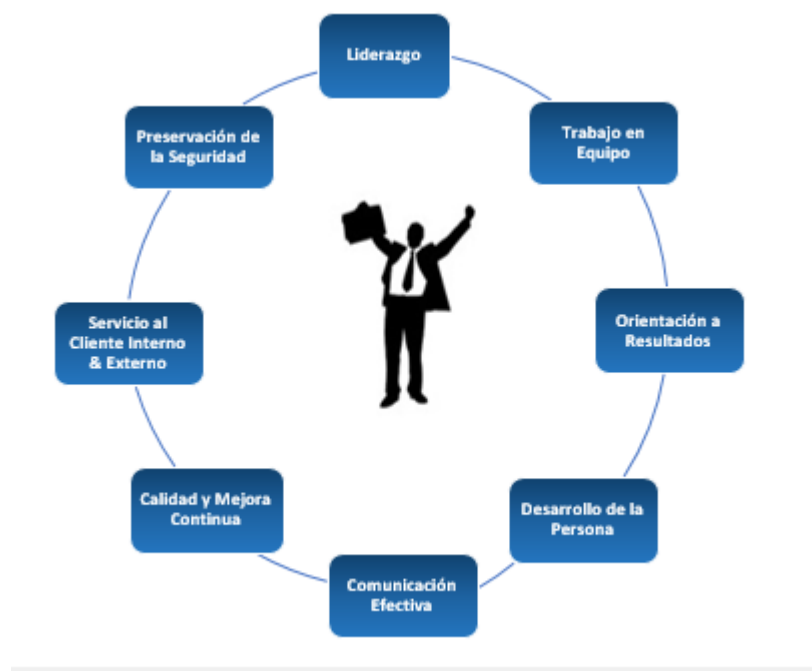 Liderazgo
Trabajo en
Equipo
Orientación a
Resultados
Desarrollo de la
Persona
Comunicación
Efectiva
Calidad y Mejora
Continua
Servicio al
Cliente Interno
& Externo
Preservación de
la Seguridad